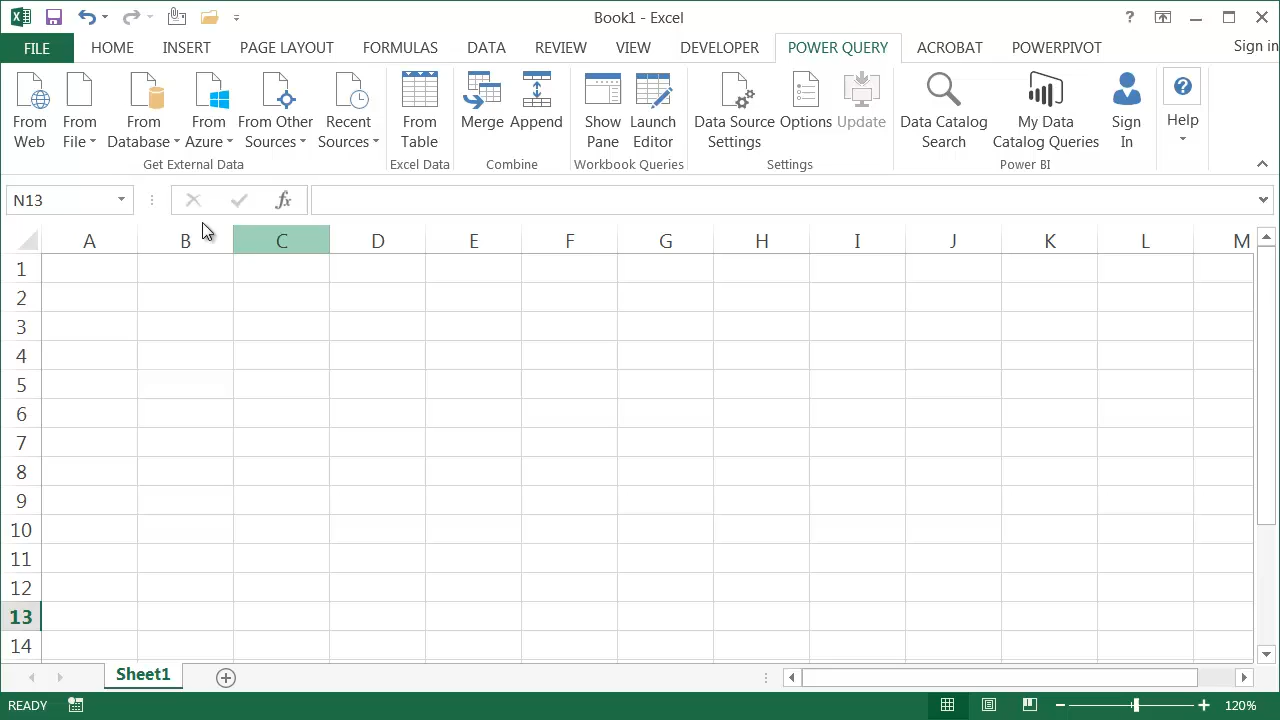 Book1 - Excel
FILE HOME INSERT PAGE LAYOUT FORMULAS DATA REVIEW VIEW DEVELOPER POWER QUERY ACROBAT POWERPIVOT Sign in
From Web
From File
From Database
From Azure
From Other Sources
Recent Sources
Get External Data
From Table
Excel Data
Merge
Append
Combine
Show Pane
Launch Editor
Workbook Queries
Data Source Settings
Options
Update
Settings
Data Catalog Search
My Data Catalog Queries
Sign In
Power BI
Help
N13
fx
A B C D E F G H I J K L M
1
2
3
4
5
6
7
8
9
10
11
12
13
14
Sheet1
READY
120%